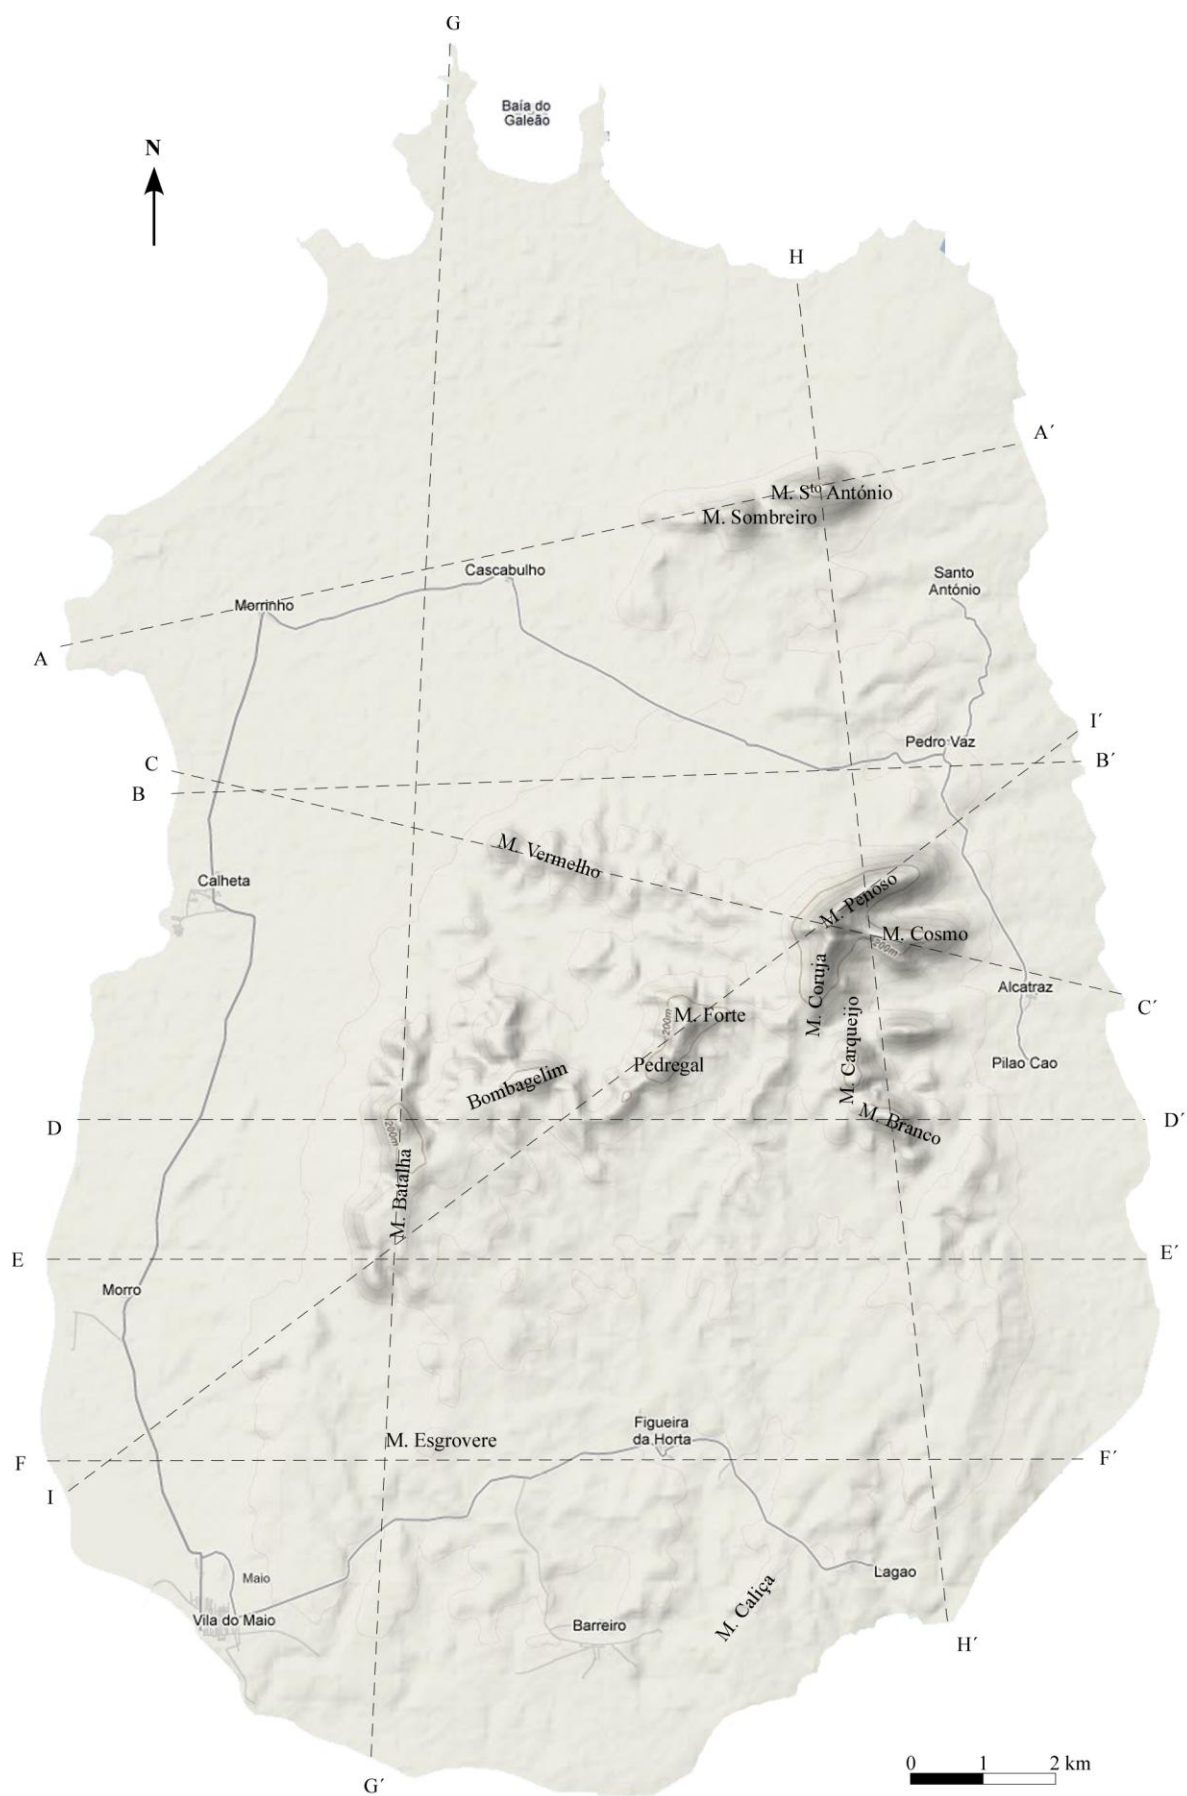 G
Baía do
Galeão
N
H
A´
M. Sto António
M. Sombreiro
Cascabulho
Santo
António
Morrinho
A
I´
Pedro Vaz
B´
C
B
M. Vermelho
Calheta
M. Penoso
M. Cosmo
200m
M. Coruja
Alcatraz
C´
M. Carqueijo
M. Forte
200m
Pedregal
Pilao Cao
Bombagelim
M. Branco
D
D´
200m
M. Batalha
E
E´
Morro
Figueira
da Horta
M. Esgrovere
F
F´
I
Lagao
Maio
M. Caliça
Vila do Maio
Barreiro
H´
0 1 2 km
G´